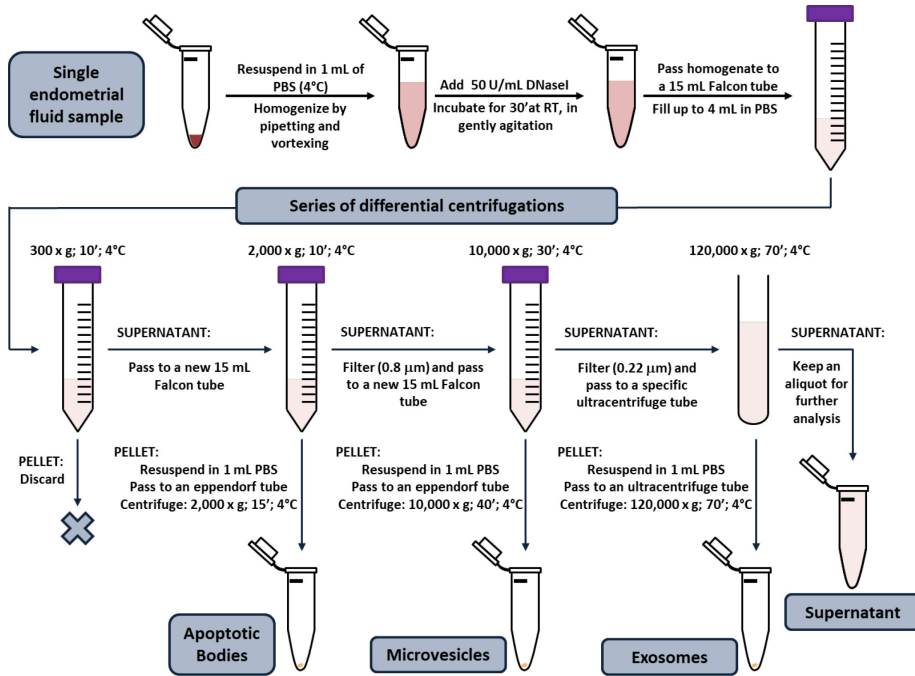 Single
endometrial
fluid sample
Resuspend in 1 mL of
PBS (4°C)
Homogenize by
pipetting and
vortexing
Add 50 U/mL DNaseI
Incubate for 30'at RT, in
gently agitation
Pass homogenate to
a 15 mL Falcon tube
Fill up to 4 mL in PBS
Series of differential centrifugations
300 x g; 10'; 4°C
2,000 x g; 10'; 4°C
10,000 x g; 30'; 4°C
120,000 x g; 70'; 4°C
SUPERNATANT:
Pass to a new 15 mL
Falcon tube
SUPERNATANT:
Filter (0.8 μm) and pass
to a new 15 mL Falcon
tube
SUPERNATANT:
Filter (0.22 μm) and
pass to a specific
ultracentrifuge tube
SUPERNATANT:
Keep an
aliquot for
further
analysis
PELLET:
Discard
PELLET:
Resuspend in 1 mL PBS
Pass to an eppendorf tube
Centrifuge: 2,000 x g; 15'; 4°C
PELLET:
Resuspend in 1 mL PBS
Pass to an eppendorf tube
Centrifuge: 10,000 x g; 40'; 4°C
PELLET:
Resuspend in 1 mL PBS
Pass to an ultracentrifuge tube
Centrifuge: 120,000 x g; 70'; 4°C
Apoptotic
Bodies
Microvesicles
Exosomes
Supernatant